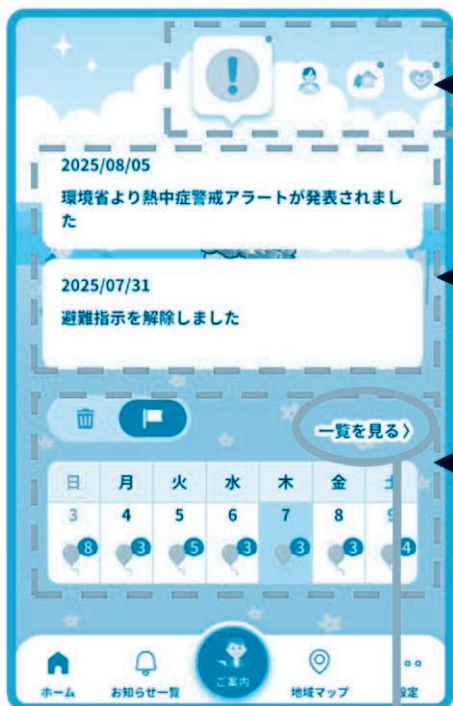 !
2025/08/05
環境省より熱中症警戒アラートが発表されまし
た
2025/07/31
避難指示を解除しました
一覧を見る〉
日 月 火 水 木 金 土
3 4 5 6 7 8 9
8 3 5 3 3 3 4
ホーム お知らせ一覧 ご案内 地域マップ 設定